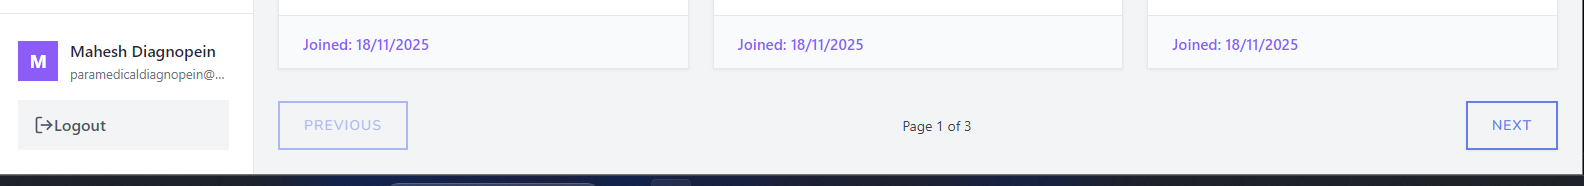 Joined: 18/11/2025
Joined: 18/11/2025
Joined: 18/11/2025
M
Mahesh Diagnopein
paramedicaldiagnopein@...
Logout
PREVIOUS
Page 1 of 3
NEXT